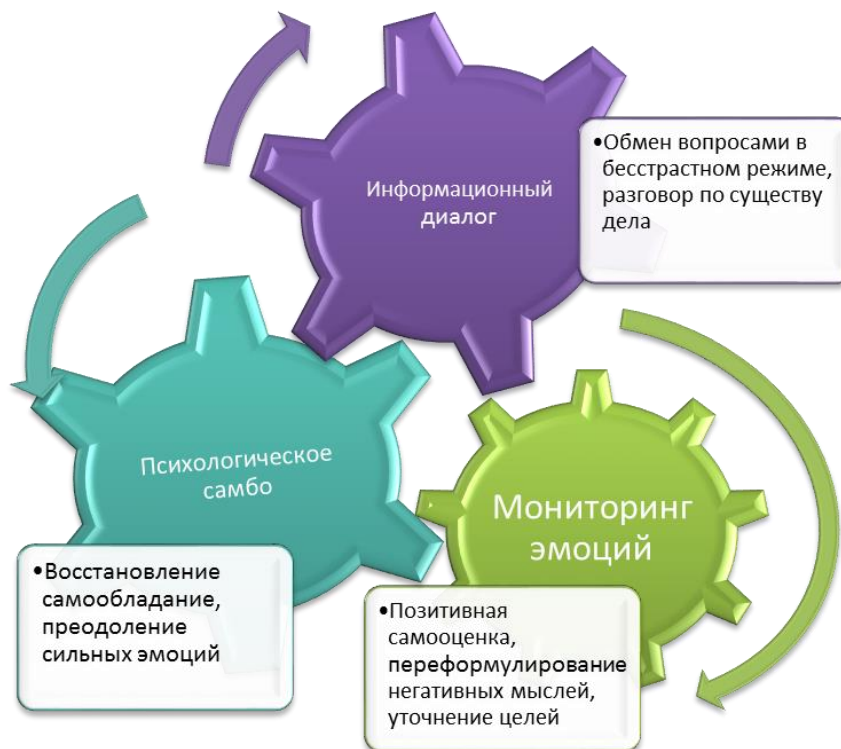 Информационный
диалог
•Обмен вопросами в
бесстрастном режиме,
разговор по существу
дела
Психологическое
самбо
•Восстановление
самообладание,
преодоление
сильных эмоций
Мониторинг
эмоций
•Позитивная
самооценка,
переформулирование
негативных мыслей,
уточнение целей